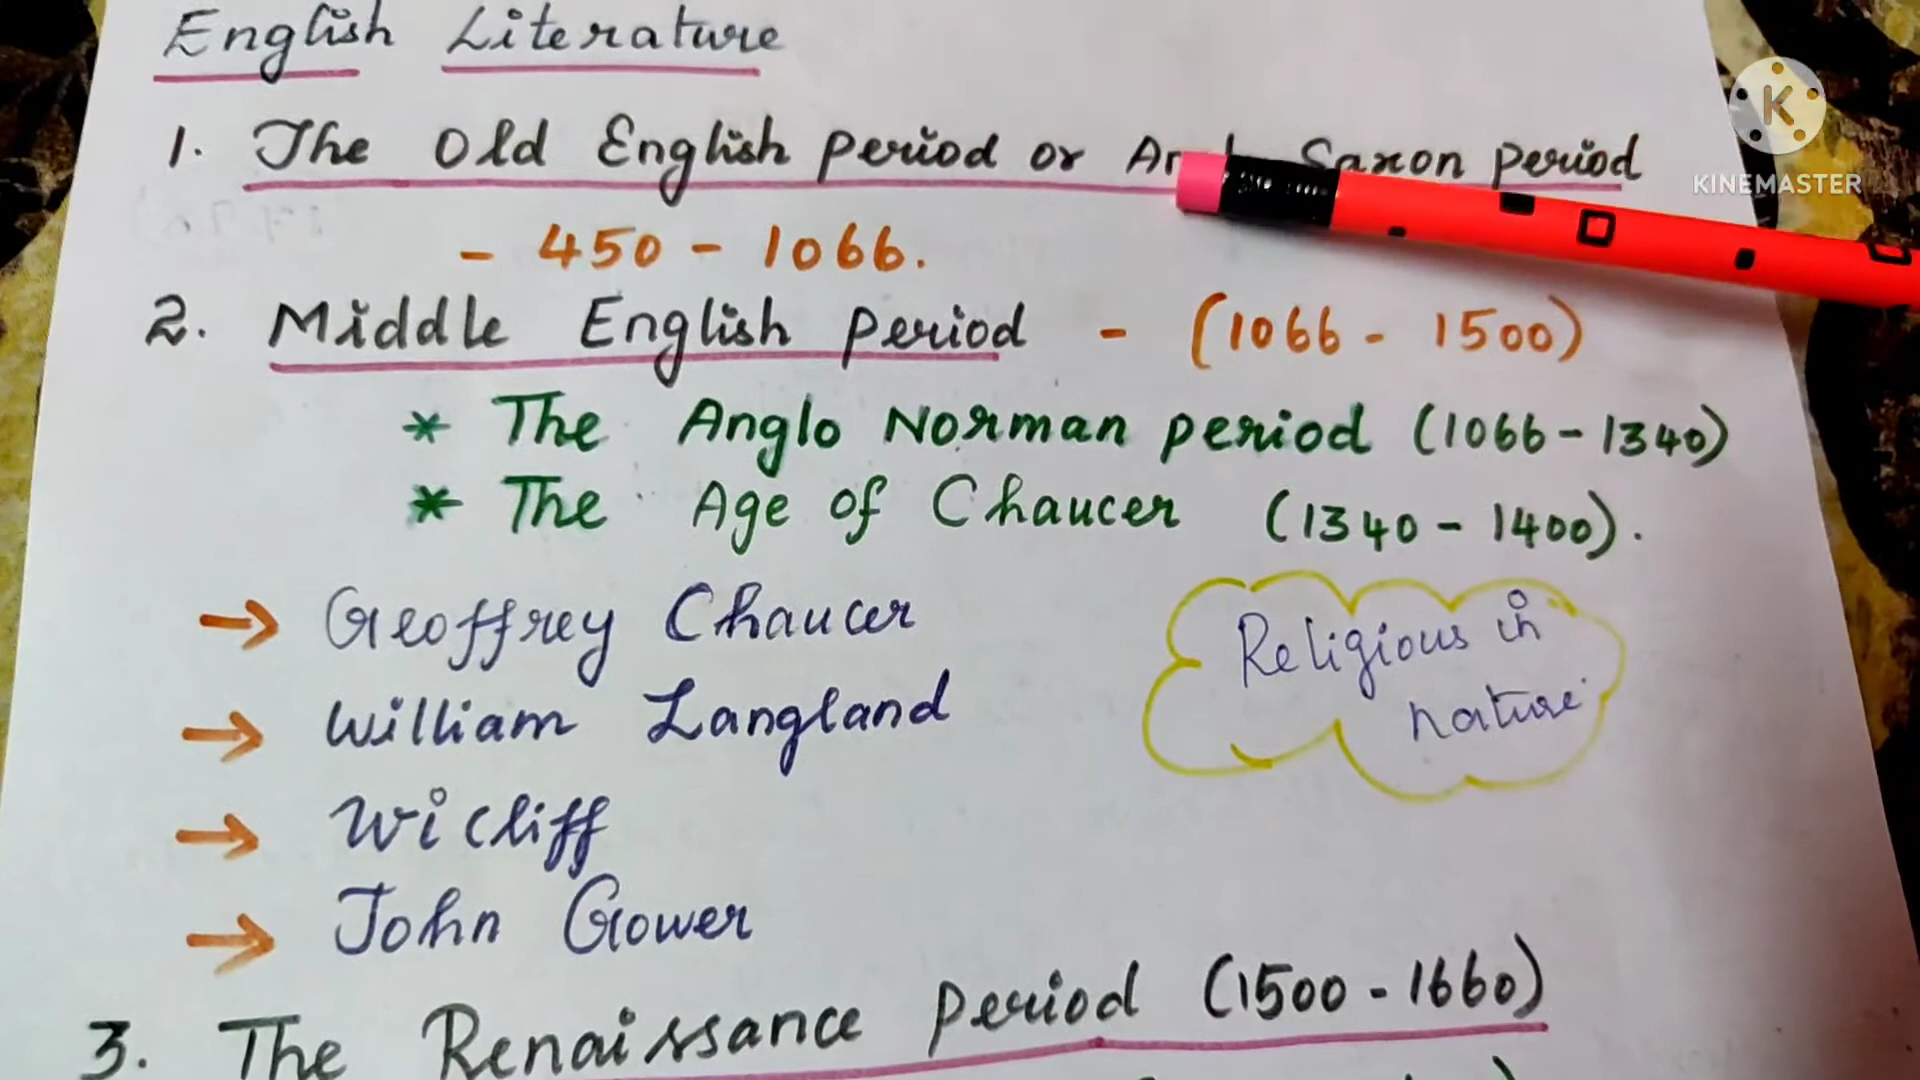 English Literature
1. The Old English period or Saxon period
- 450 - 1066.
2. Middle English period - (1066 - 1500)
* The Anglo Norman period (1066 - 1340)
* The Age of Chaucer (1340 - 1400).
→ Geoffrey Chaucer
→ William Langland
→ Wicliff
→ John Gower
Religious in
nature
3. The Renaissance period (1500 - 1660)
K
KINEMASTER